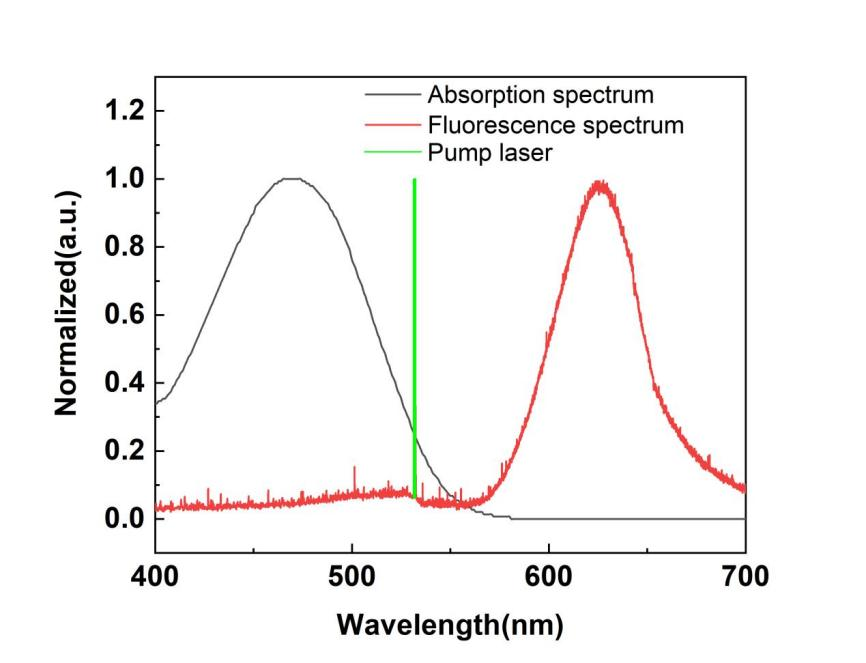 Absorption spectrum
Fluorescence spectrum
Pump laser
1.2
1.0
0.8
0.6
0.4
0.2
0.0
Normalized(a.u.)
400 500 600 700
Wavelength(nm)